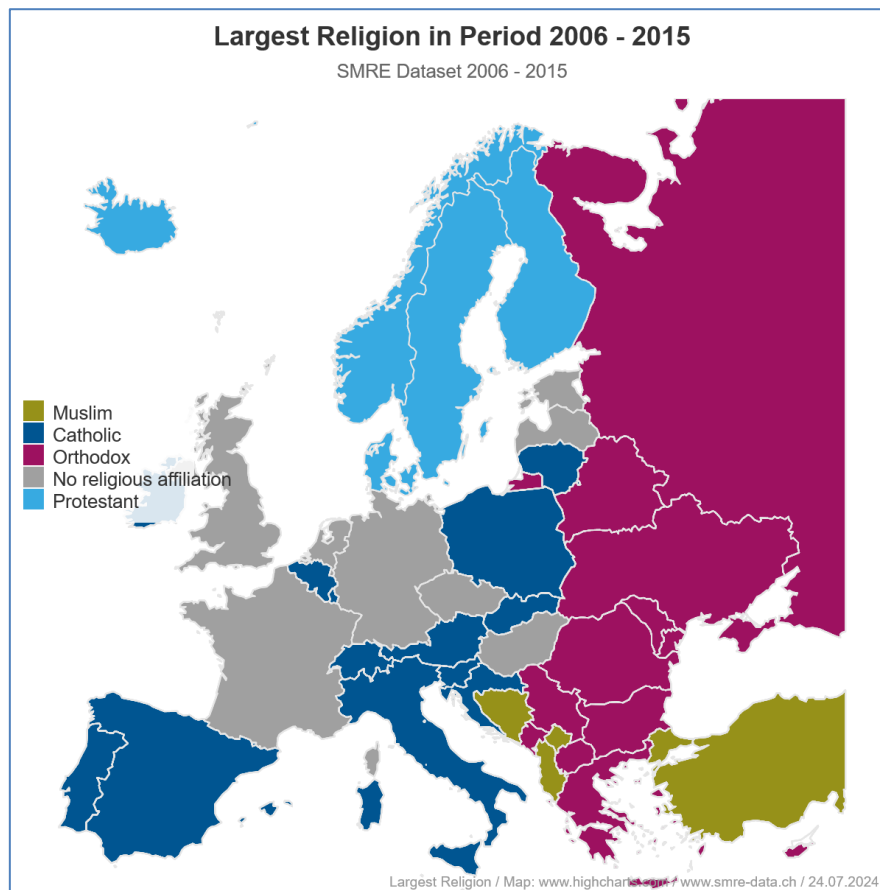 Largest Religion in Period 2006 - 2015
SMRE Dataset 2006 - 2015
Muslim
Catholic
Orthodox
No religious affiliation
Protestant
Largest Religion / Map: www.highcharts.com / www.smre-data.ch / 24.07.2024